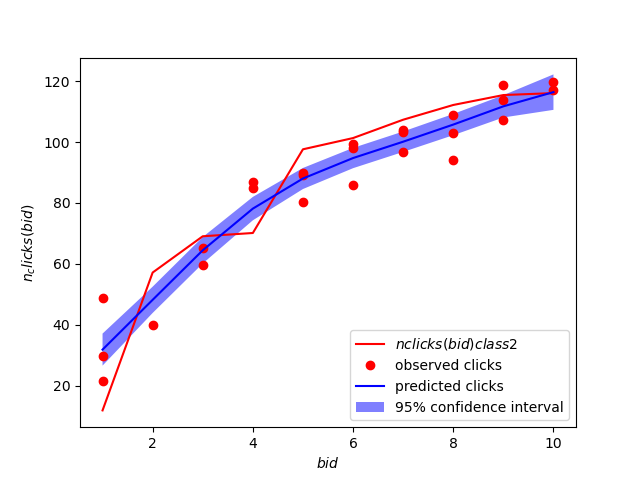 120
100
80
60
40
20
n_clicks(bid)
nclicks(bid)class2
observed clicks
predicted clicks
95% confidence interval
2 4 6 8 10
bid